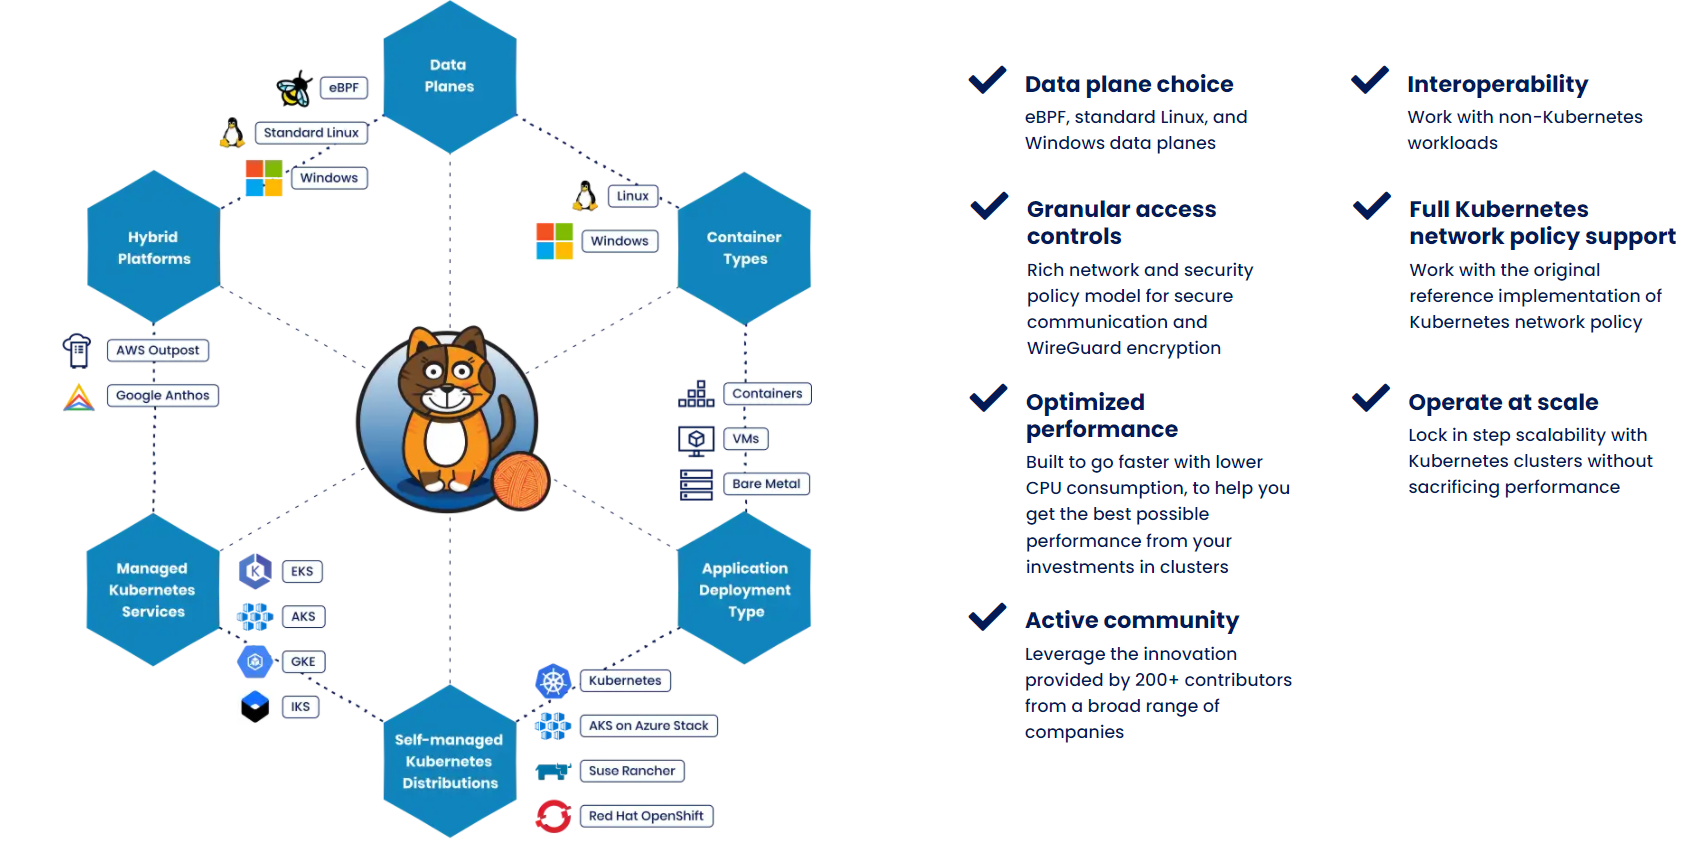 Data
Planes
eBPF
Standard Linux
Windows
Hybrid
Platforms
Linux
Windows
Container
Types
AWS Outpost
Google Anthos
Containers
VMs
Bare Metal
Managed
Kubernetes
Services
EKS
AKS
GKE
IKS
Application
Deployment
Type
Kubernetes
AKS on Azure Stack
Suse Rancher
Red Hat OpenShift
Self-managed
Kubernetes
Distributions
Data plane choice
eBPF, standard Linux, and
Windows data planes
Interoperability
Work with non-Kubernetes
workloads
Granular access
controls
Rich network and security
policy model for secure
communication and
WireGuard encryption
Full Kubernetes
network policy support
Work with the original
reference implementation of
Kubernetes network policy
Optimized
performance
Built to go faster with lower
CPU consumption, to help you
get the best possible
performance from your
investments in clusters
Operate at scale
Lock in step scalability with
Kubernetes clusters without
sacrificing performance
Active community
Leverage the innovation
provided by 200+ contributors
from a broad range of
companies